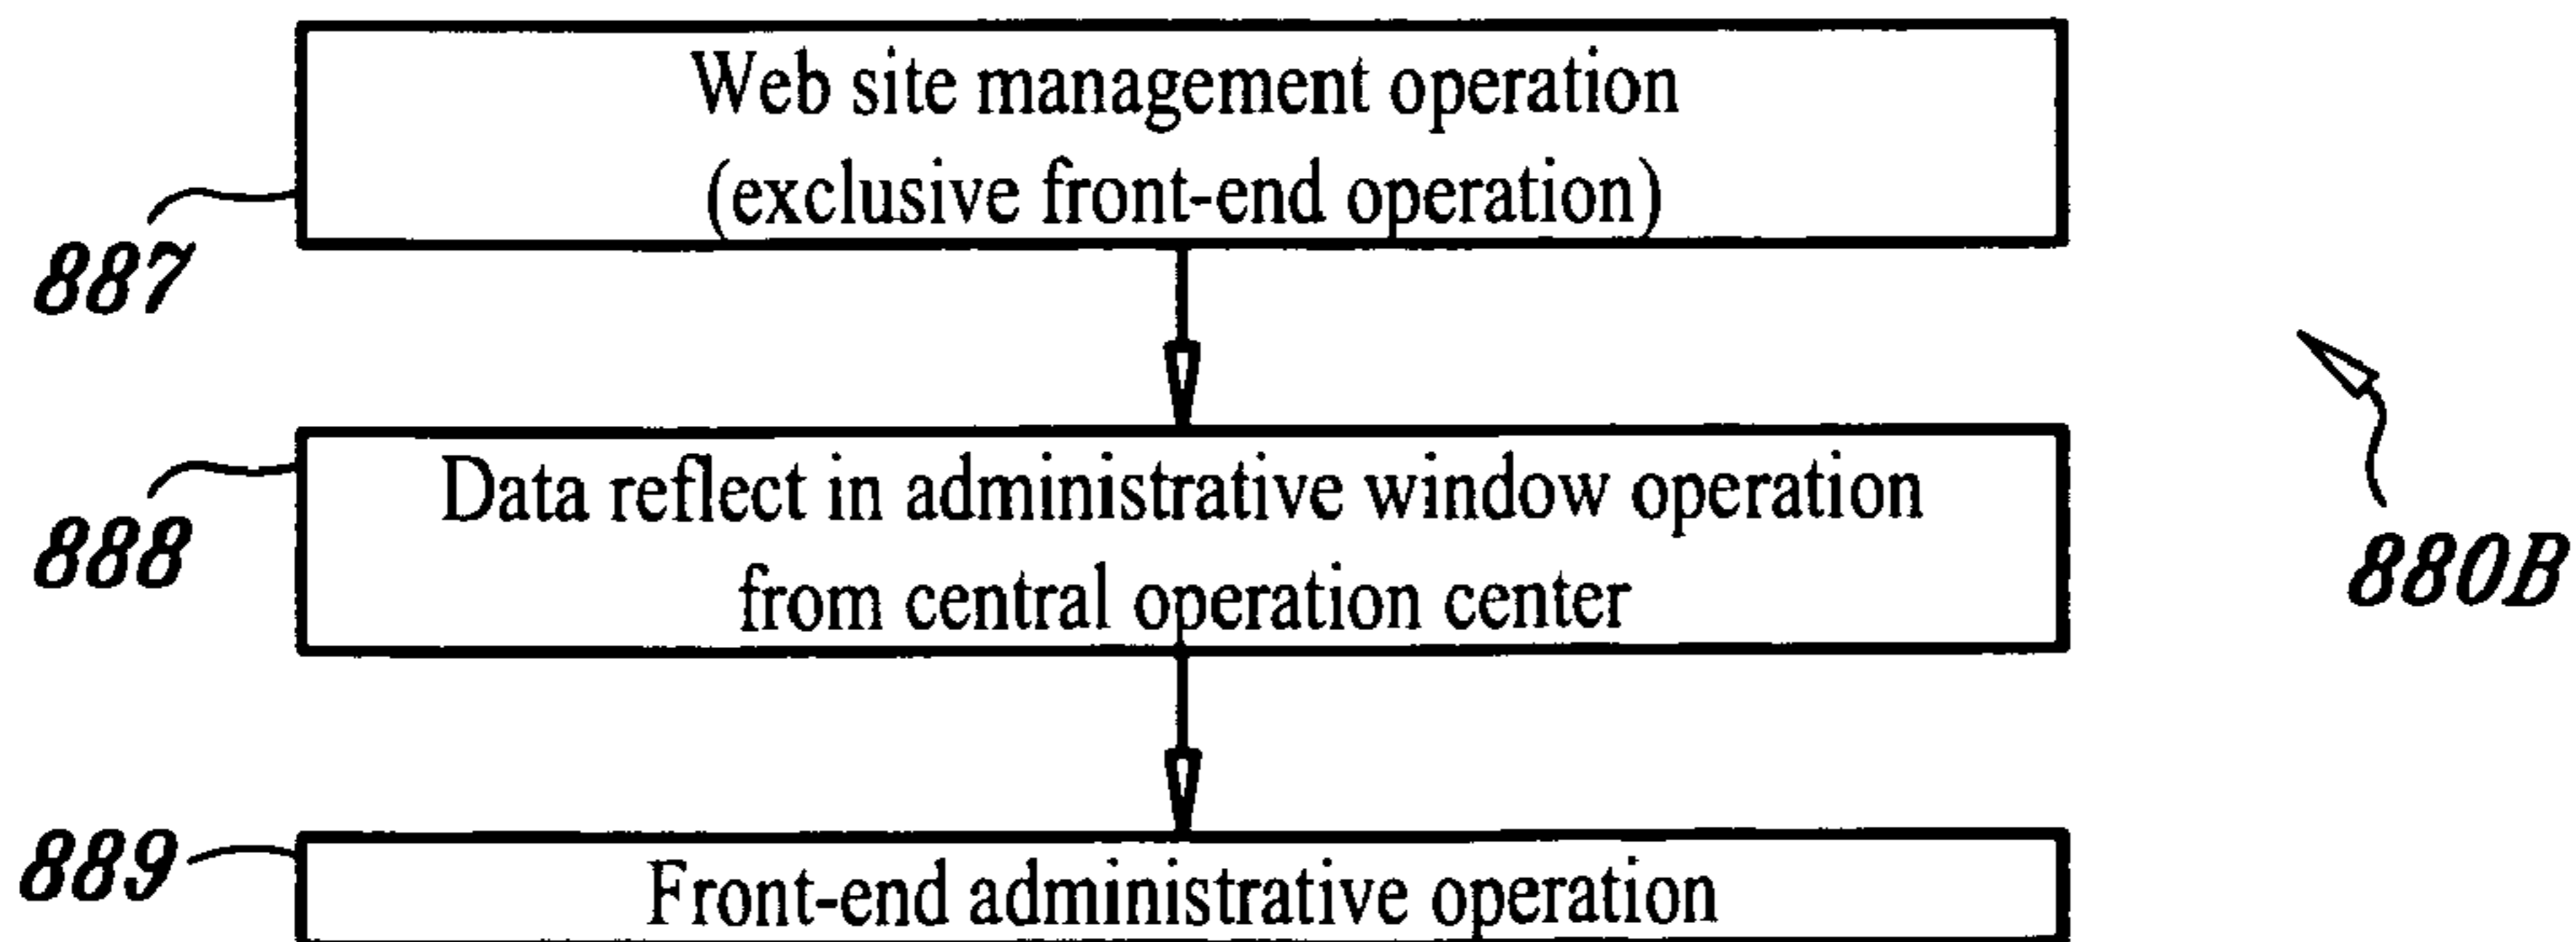 Web site management operation
(exclusive front-end operation)
887
Data reflect in administrative window operation
from central operation center
888
880B
Front-end administrative operation
889